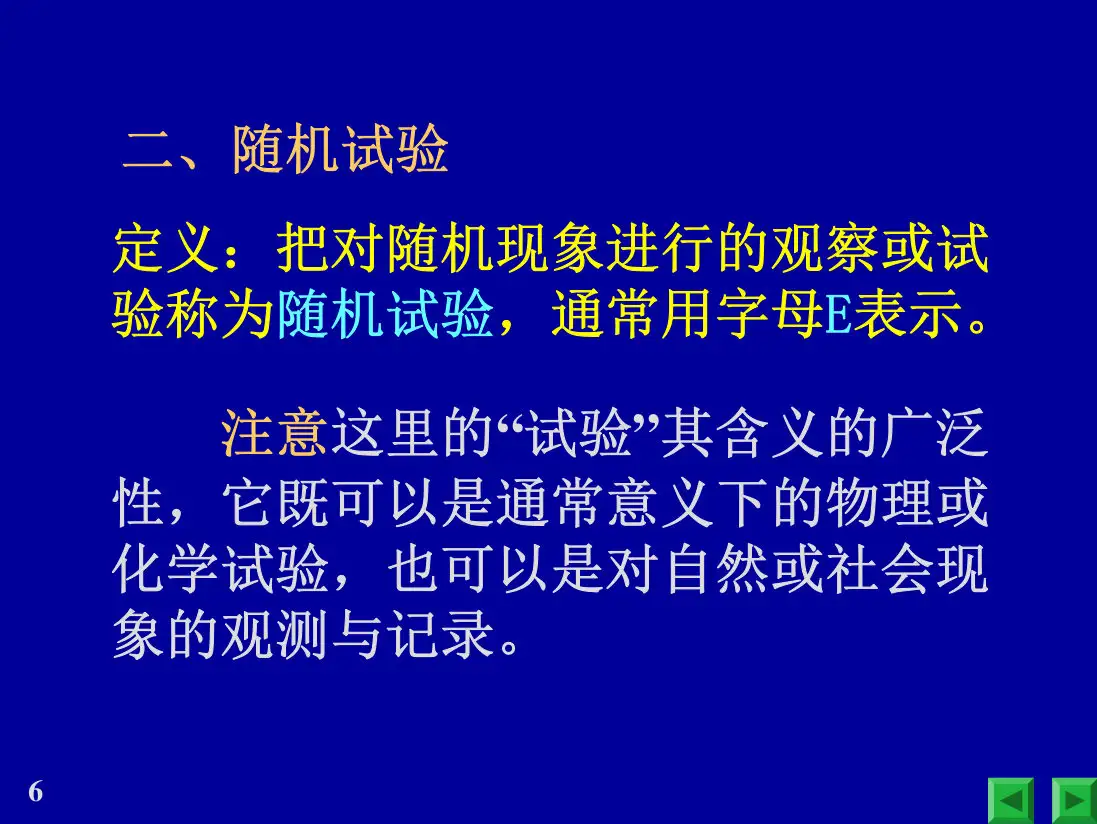 二、随机试验
定义：把对随机现象进行的观察或试
验称为随机试验，通常用字母E表示。
注意这里的“试验”其含义的广泛
性，它既可以是通常意义下的物理或
化学试验，也可以是对自然或社会现
象的观测与记录。
6